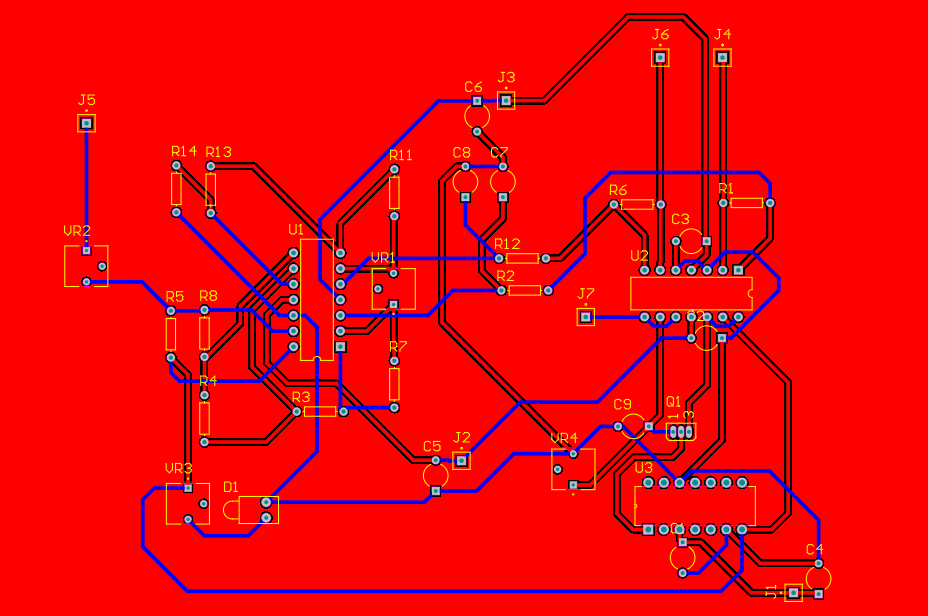 J6 J4
C6 J3
J5
R14 R13 R11 C8 C7
R6 R1
C3
VR2 U1 R12 U2
VR1 R2
R5 R8 J7
R7
R4 R3 C9 Q1
1 3
C5 J2 VR4
VR3 D1 U3
C4
J1